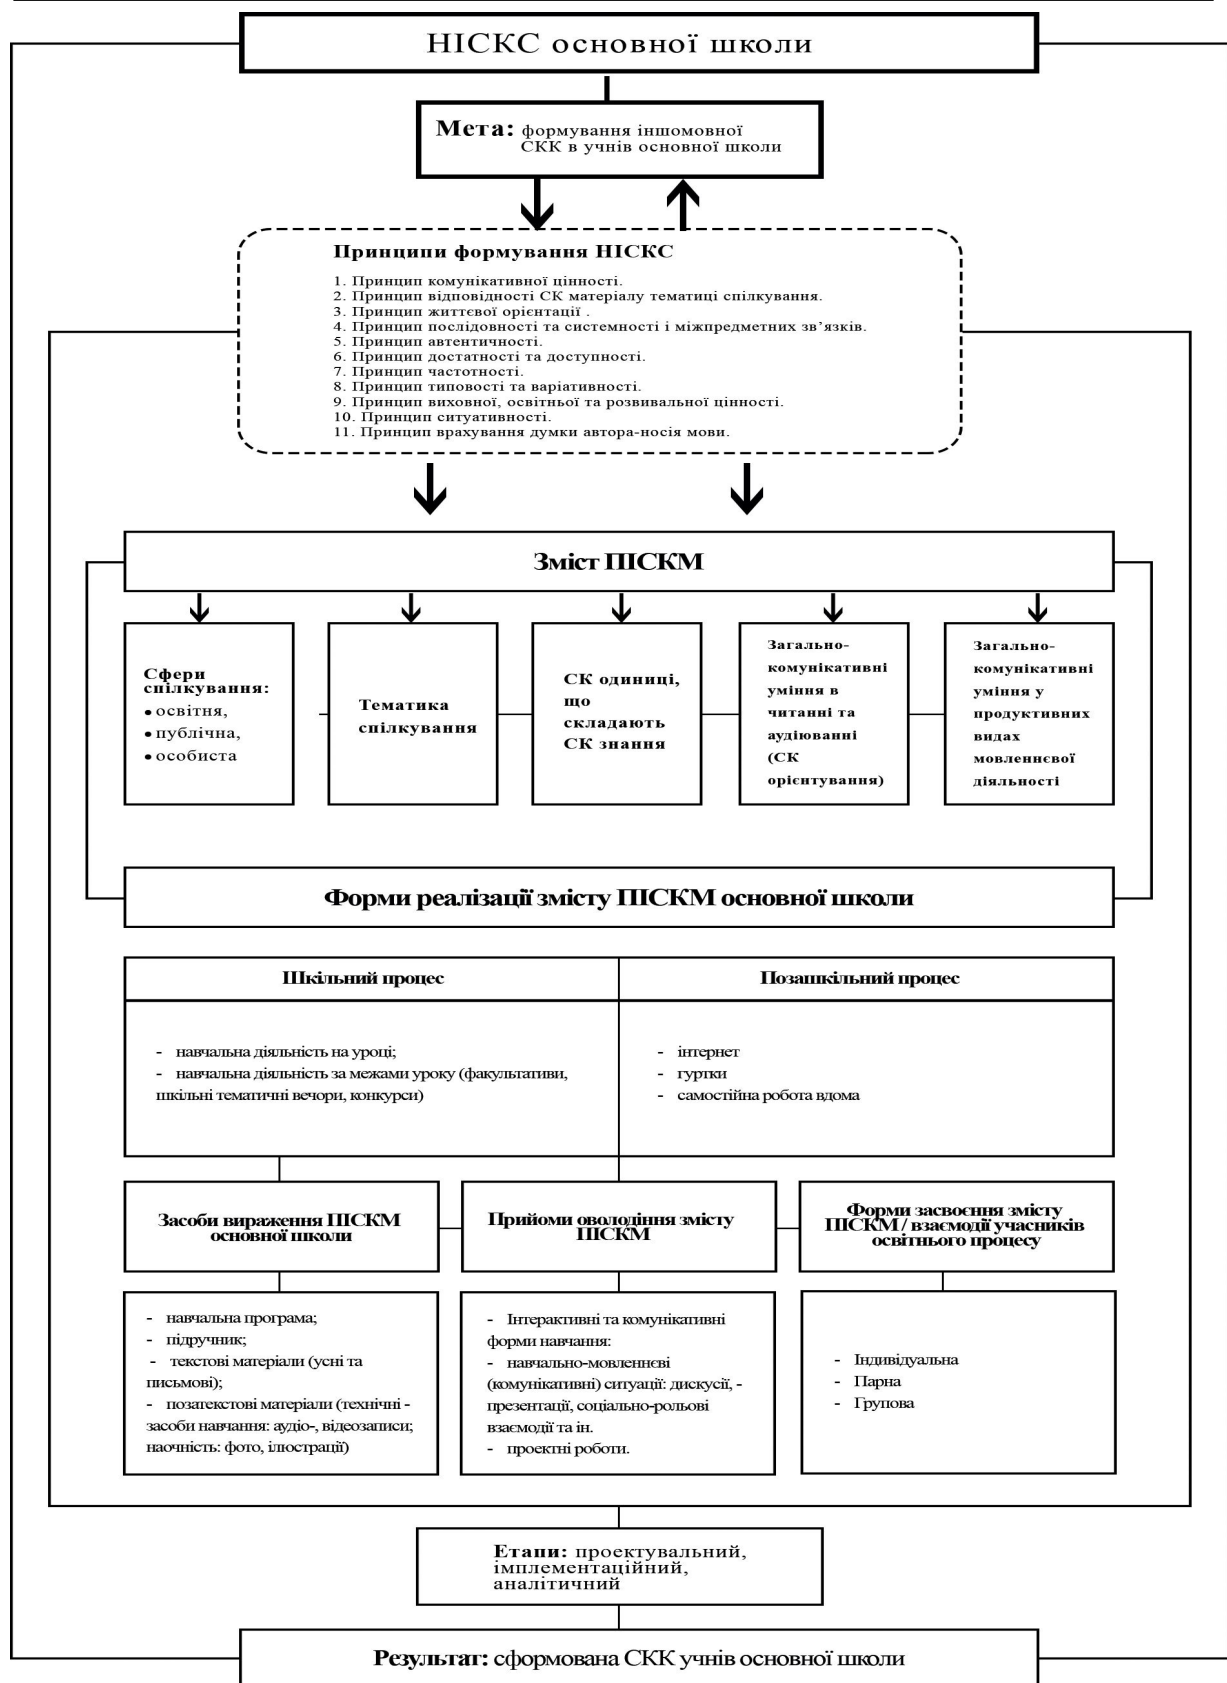 НІСКС основної школи
Мета: формування іншомовної
СКК в учнів основної школи
Принципи формування НІСКС
1. Принцип комунікативної цінності.
2. Принцип відповідності СК матеріалу тематиці спілкування.
3. Принцип життєвої орієнтації .
4. Принцип послідовності та системності і міжпредметних зв’язків.
5. Принцип автентичності.
6. Принцип достатності та доступності.
7. Принцип частотності.
8. Принцип типовості та варіативності.
9. Принцип виховної, освітньої та розвивальної цінності.
10. Принцип ситуативності.
11. Принцип врахування думки автора-носія мови.
Зміст ПІСКМ
Сфери
спілкування:
● освітня,
● публічна,
● особиста
Тематика
спілкування
СК одиниці,
що
складають
СК знання
Загально-
комунікативні
уміння в
читанні та
аудіюванні
(СК
орієнтування)
Загально-
комунікативні
уміння у
продуктивних
видах
мовленнєвої
діяльності
Форми реалізації змісту ПІСКМ основної школи
Шкільний процес
Позашкільний процес
- навчальна діяльність на уроці;
- навчальна діяльність за межами уроку (факультативи,
шкільні тематичні вечори, конкурси)
- інтернет
- гуртки
- самостійна робота вдома
Засоби вираження ПІСКМ
основної школи
Прийоми оволодіння змісту
ПІСКМ
Форми засвоєння змісту
ПІСКМ / взаємодії учасників
освітнього процесу
- навчальна програма;
- підручник;
- текстові матеріали (усні та
письмові);
- позатекстові матеріали (технічні -
засоби навчання: аудіо-, відеозаписи;
наочність: фото, ілюстрації)
- Інтерактивні та комунікативні
форми навчання:
- навчально-мовленнєві
(комунікативні) ситуації: дискусії, -
презентації, соціально-рольові
взаємодії та ін.
- проектні роботи.
- Індивідуальна
- Парна
- Групова
Етапи: проектувальний,
імплементаційний,
аналітичний
Результат: сформована СКК учнів основної школи